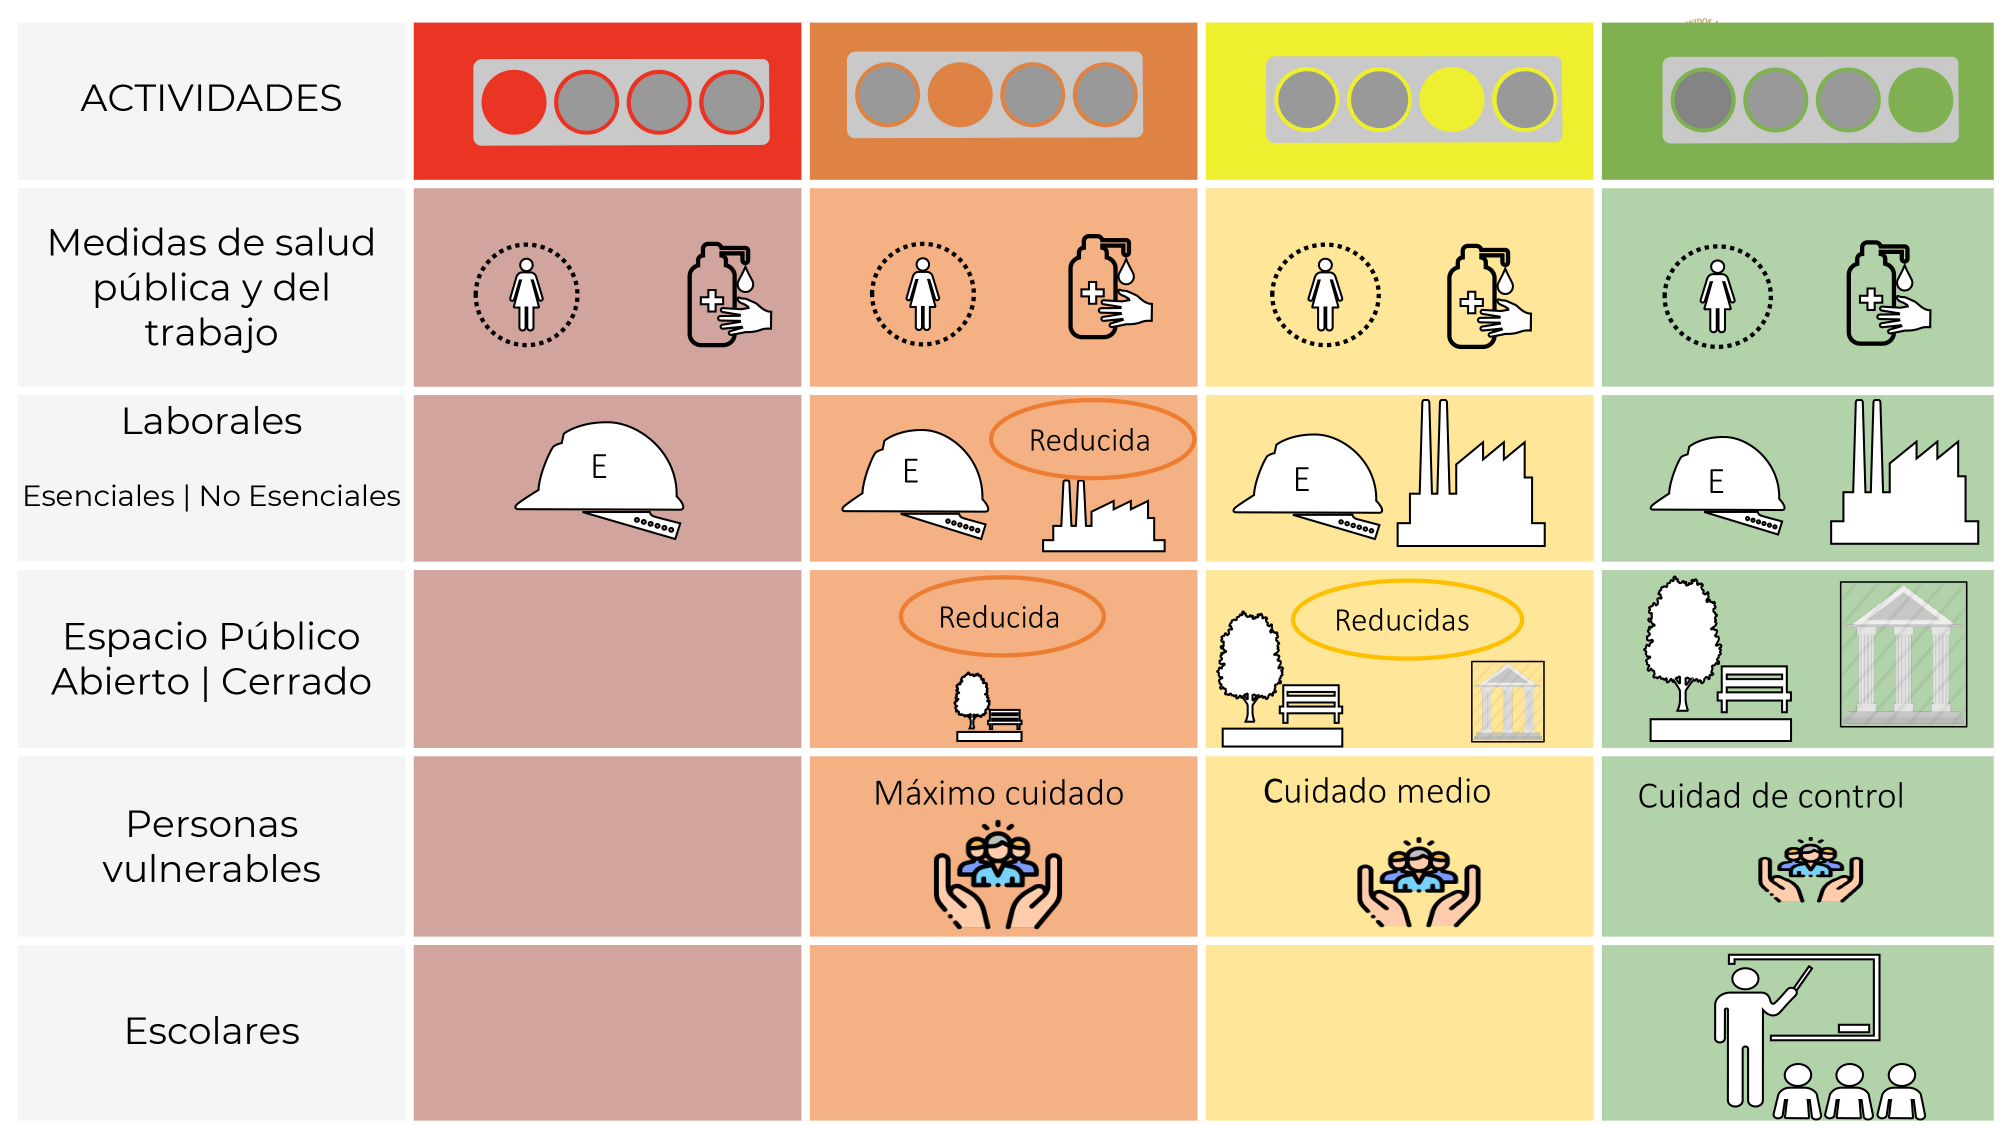 ACTIVIDADES
Medidas de salud
pública y del
trabajo
Laborales
Esenciales | No Esenciales
E
E
Reducida
E
E
Espacio Público
Abierto | Cerrado
Reducida
Reducidas
Personas
vulnerables
Máximo cuidado
Cuidado medio
Cuidad de control
Escolares